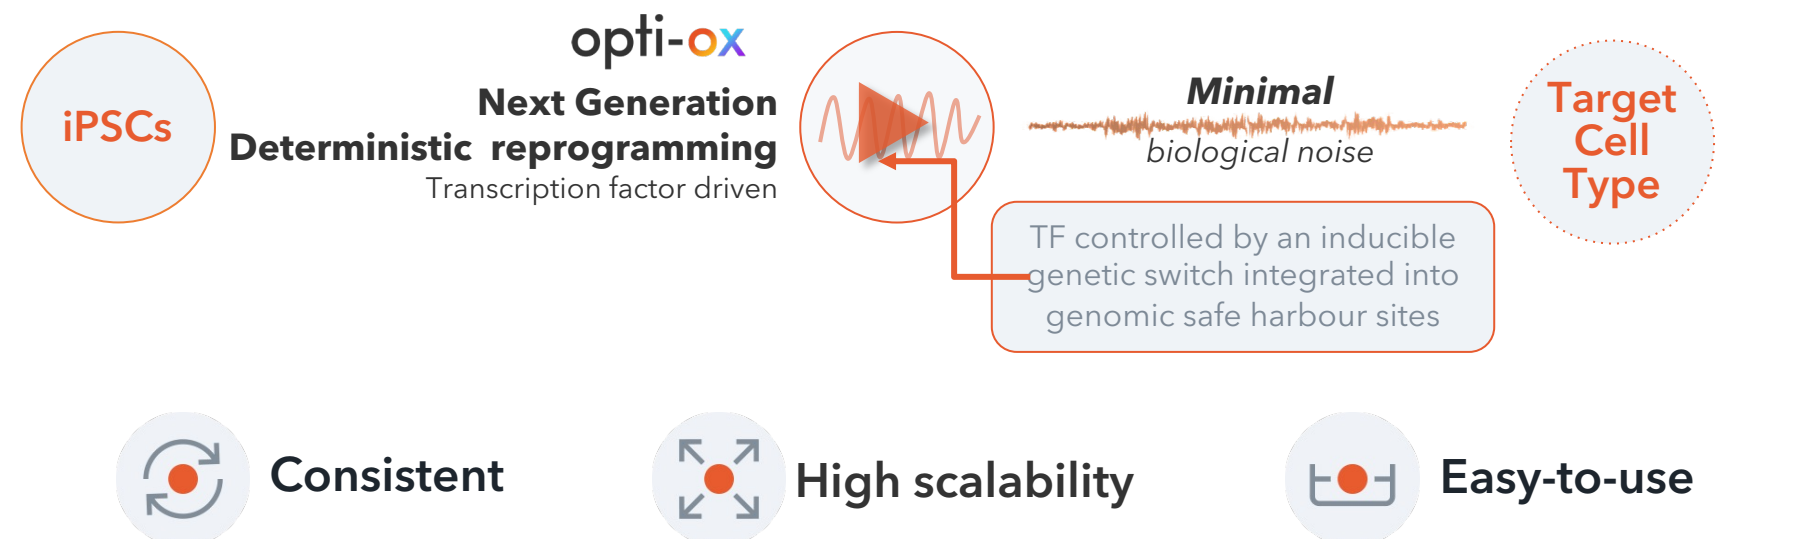 iPSCs
opti-ox
Next Generation
Deterministic reprogramming
Transcription factor driven
Minimal
biological noise
TF controlled by an inducible
genetic switch integrated into
genomic safe harbour sites
Target
Cell
Type
Consistent
High scalability
Easy-to-use